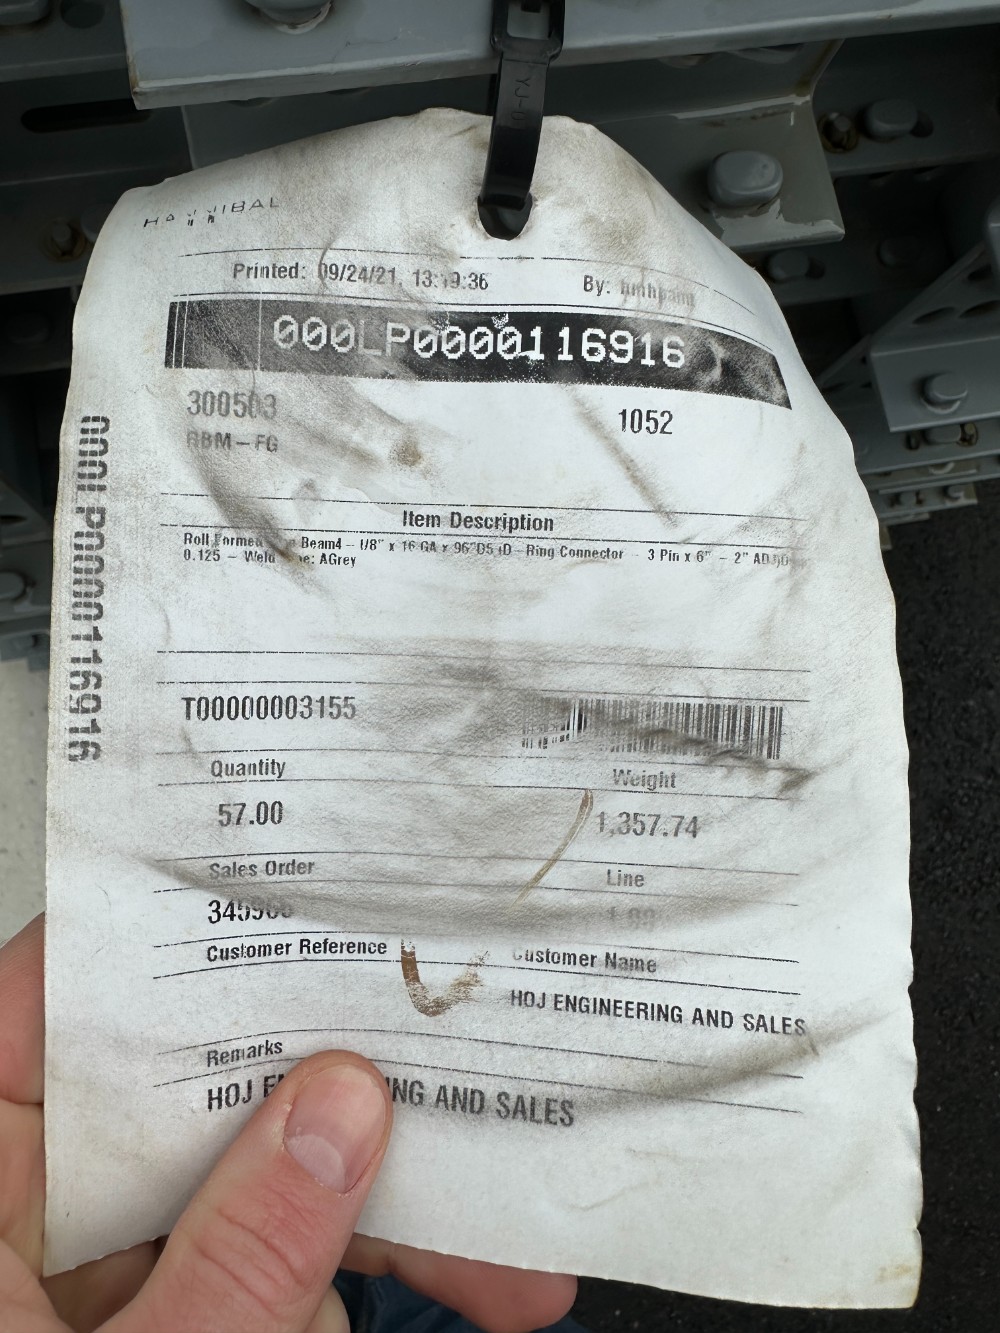 YJ-
HANNIBAL
Printed: 09/24/21, 13:19:36 By:
000LP0000116916
300503 1052
RBM-FG
000LP0000116916
Item Description
Roll Formed Beam4 - 1/8" x 16 GA x 96" D5 ID - Ring Connector - 3 Pin x 6" - 2"
0.125 - Weld AGrey
T00000003155
Quantity Weight
57.00 1,357.74
Sales Order Line
Customer Reference Customer Name
HOJ ENGINEERING AND SALES
Remarks
HOJ AND SALES